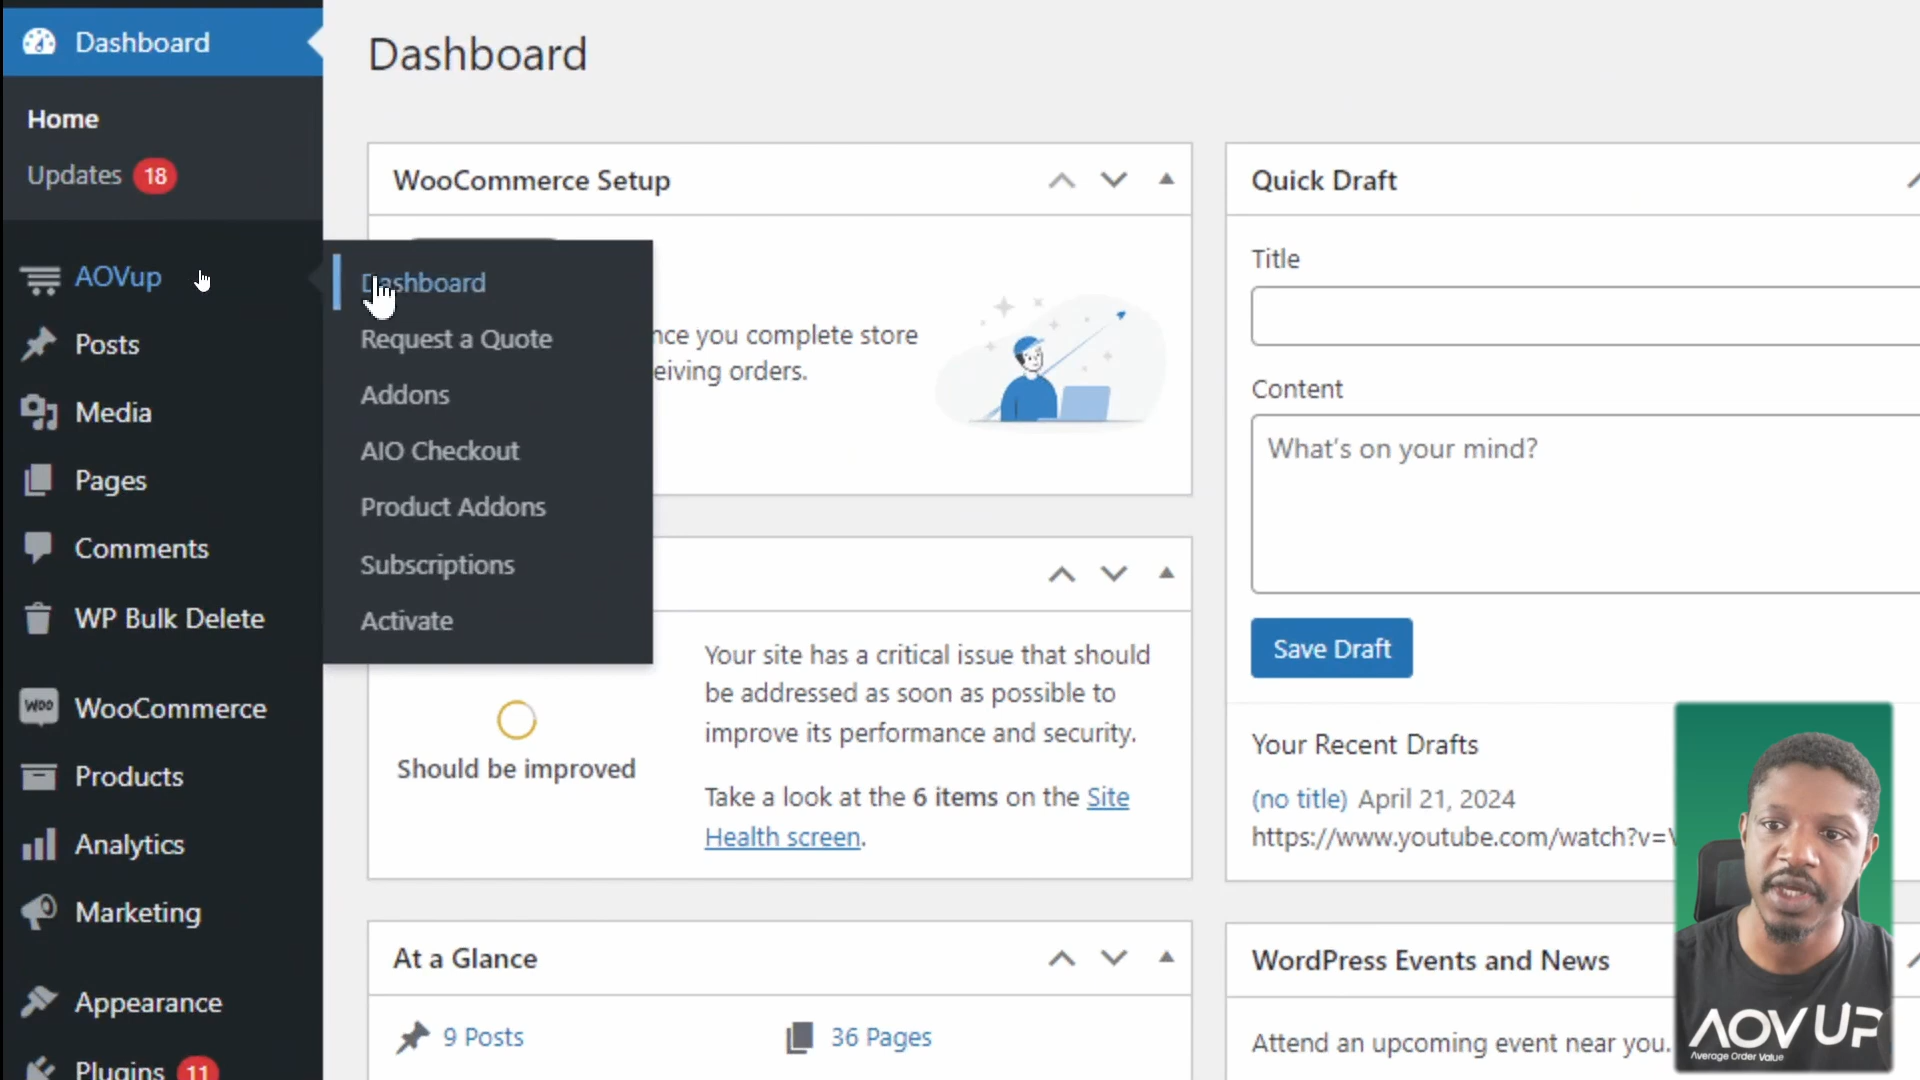 Dashboard
Home
Updates 18
AOVup
Posts
Media
Pages
Comments
WP Bulk Delete
WOO WooCommerce
Products
Analytics
Marketing
Appearance
Plugins 11
Dashboard
Request a Quote
Addons
AIO Checkout
Product Addons
Subscriptions
Activate
Dashboard
WooCommerce Setup
you complete store
orders.
Should be improved
Your site has a critical issue that should
be addressed as soon as possible to
improve its performance and security.
Take a look at the 6 items on the Site
Health screen.
At a Glance
9 Posts
36 Pages
Quick Draft
Title
Content
What's on your mind?
Save Draft
Your Recent Drafts
(no title) April 21, 2024
https://www.youtube.com/watch?v=
WordPress Events and News
Attend an upcoming event near you.
AOVUP
Average Order Value